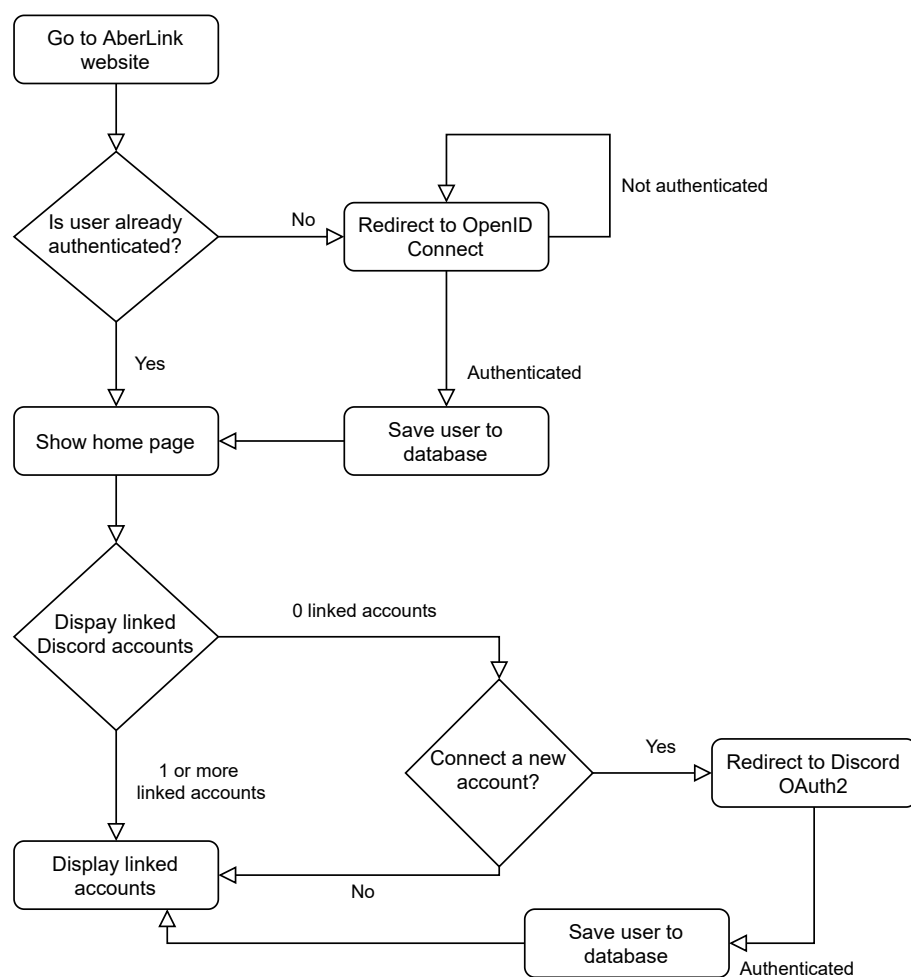 Go to AberLink
website
Is user already
authenticated?
No
Redirect to OpenID
Connect
Not authenticated
Yes
Authenticated
Show home page
Save user to
database
Dispay linked
Discord accounts
0 linked accounts
Connect a new
account?
Yes
Redirect to Discord
OAuth2
1 or more
linked accounts
Display linked
accounts
No
Save user to
database
Authenticated